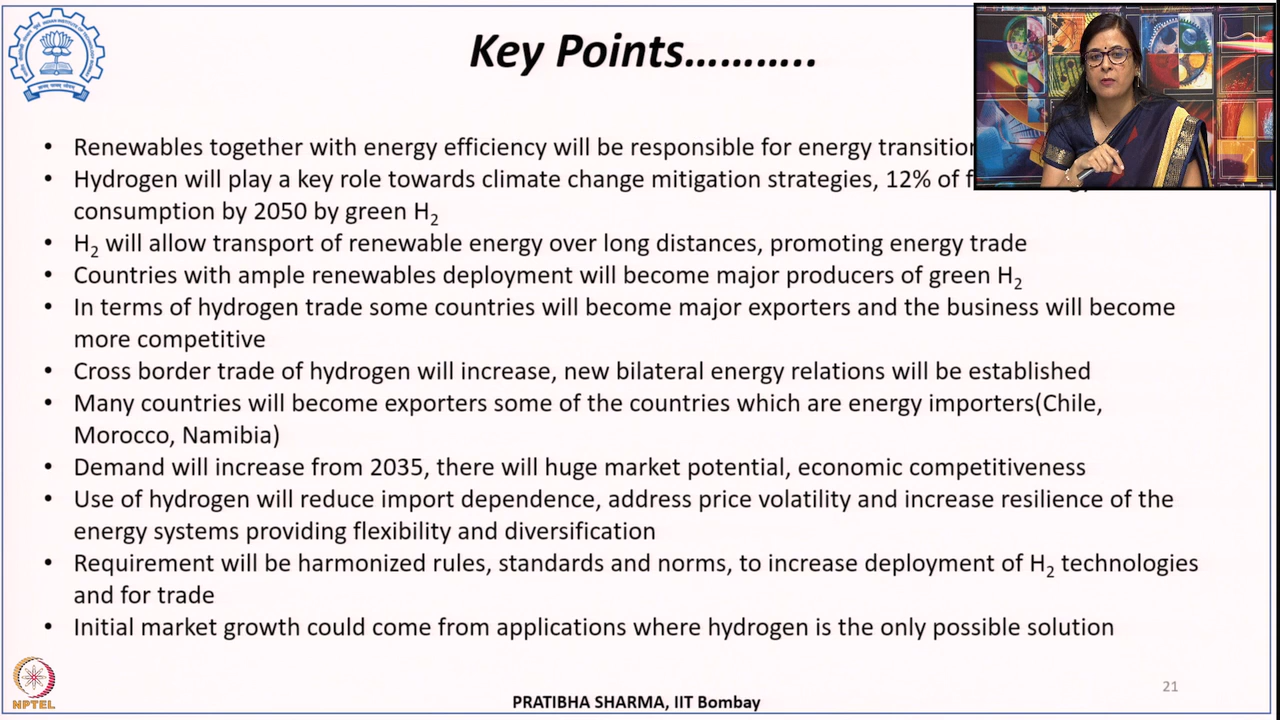 Key Points...........
• Renewables together with energy efficiency will be responsible for energy transition
• Hydrogen will play a key role towards climate change mitigation strategies, 12% of
consumption by 2050 by green H₂
• H₂ will allow transport of renewable energy over long distances, promoting energy trade
• Countries with ample renewables deployment will become major producers of green H₂
• In terms of hydrogen trade some countries will become major exporters and the business will become
more competitive
• Cross border trade of hydrogen will increase, new bilateral energy relations will be established
• Many countries will become exporters some of the countries which are energy importers(Chile,
Morocco, Namibia)
• Demand will increase from 2035, there will huge market potential, economic competitiveness
• Use of hydrogen will reduce import dependence, address price volatility and increase resilience of the
energy systems providing flexibility and diversification
• Requirement will be harmonized rules, standards and norms, to increase deployment of H₂ technologies
and for trade
• Initial market growth could come from applications where hydrogen is the only possible solution
21
NPTEL
PRATIBHA SHARMA, IIT Bombay